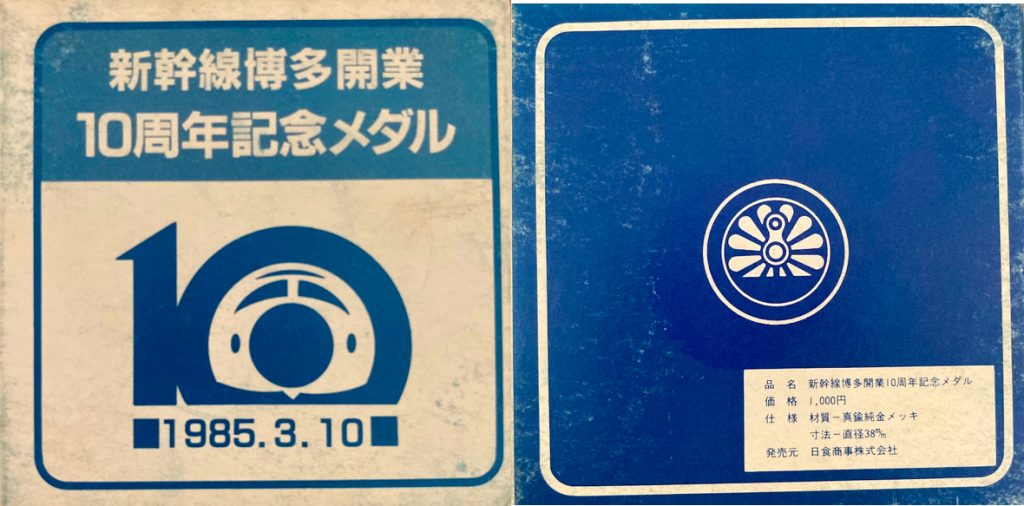 新幹線博多開業
10周年記念メダル
10
■1985.3.10■
品 名 新幹線博多開業10周年記念メダル
価 格 1,000円
仕 様 材質－真鍮純金メッキ
寸法－直径38㎜
発売元 日食商事株式会社